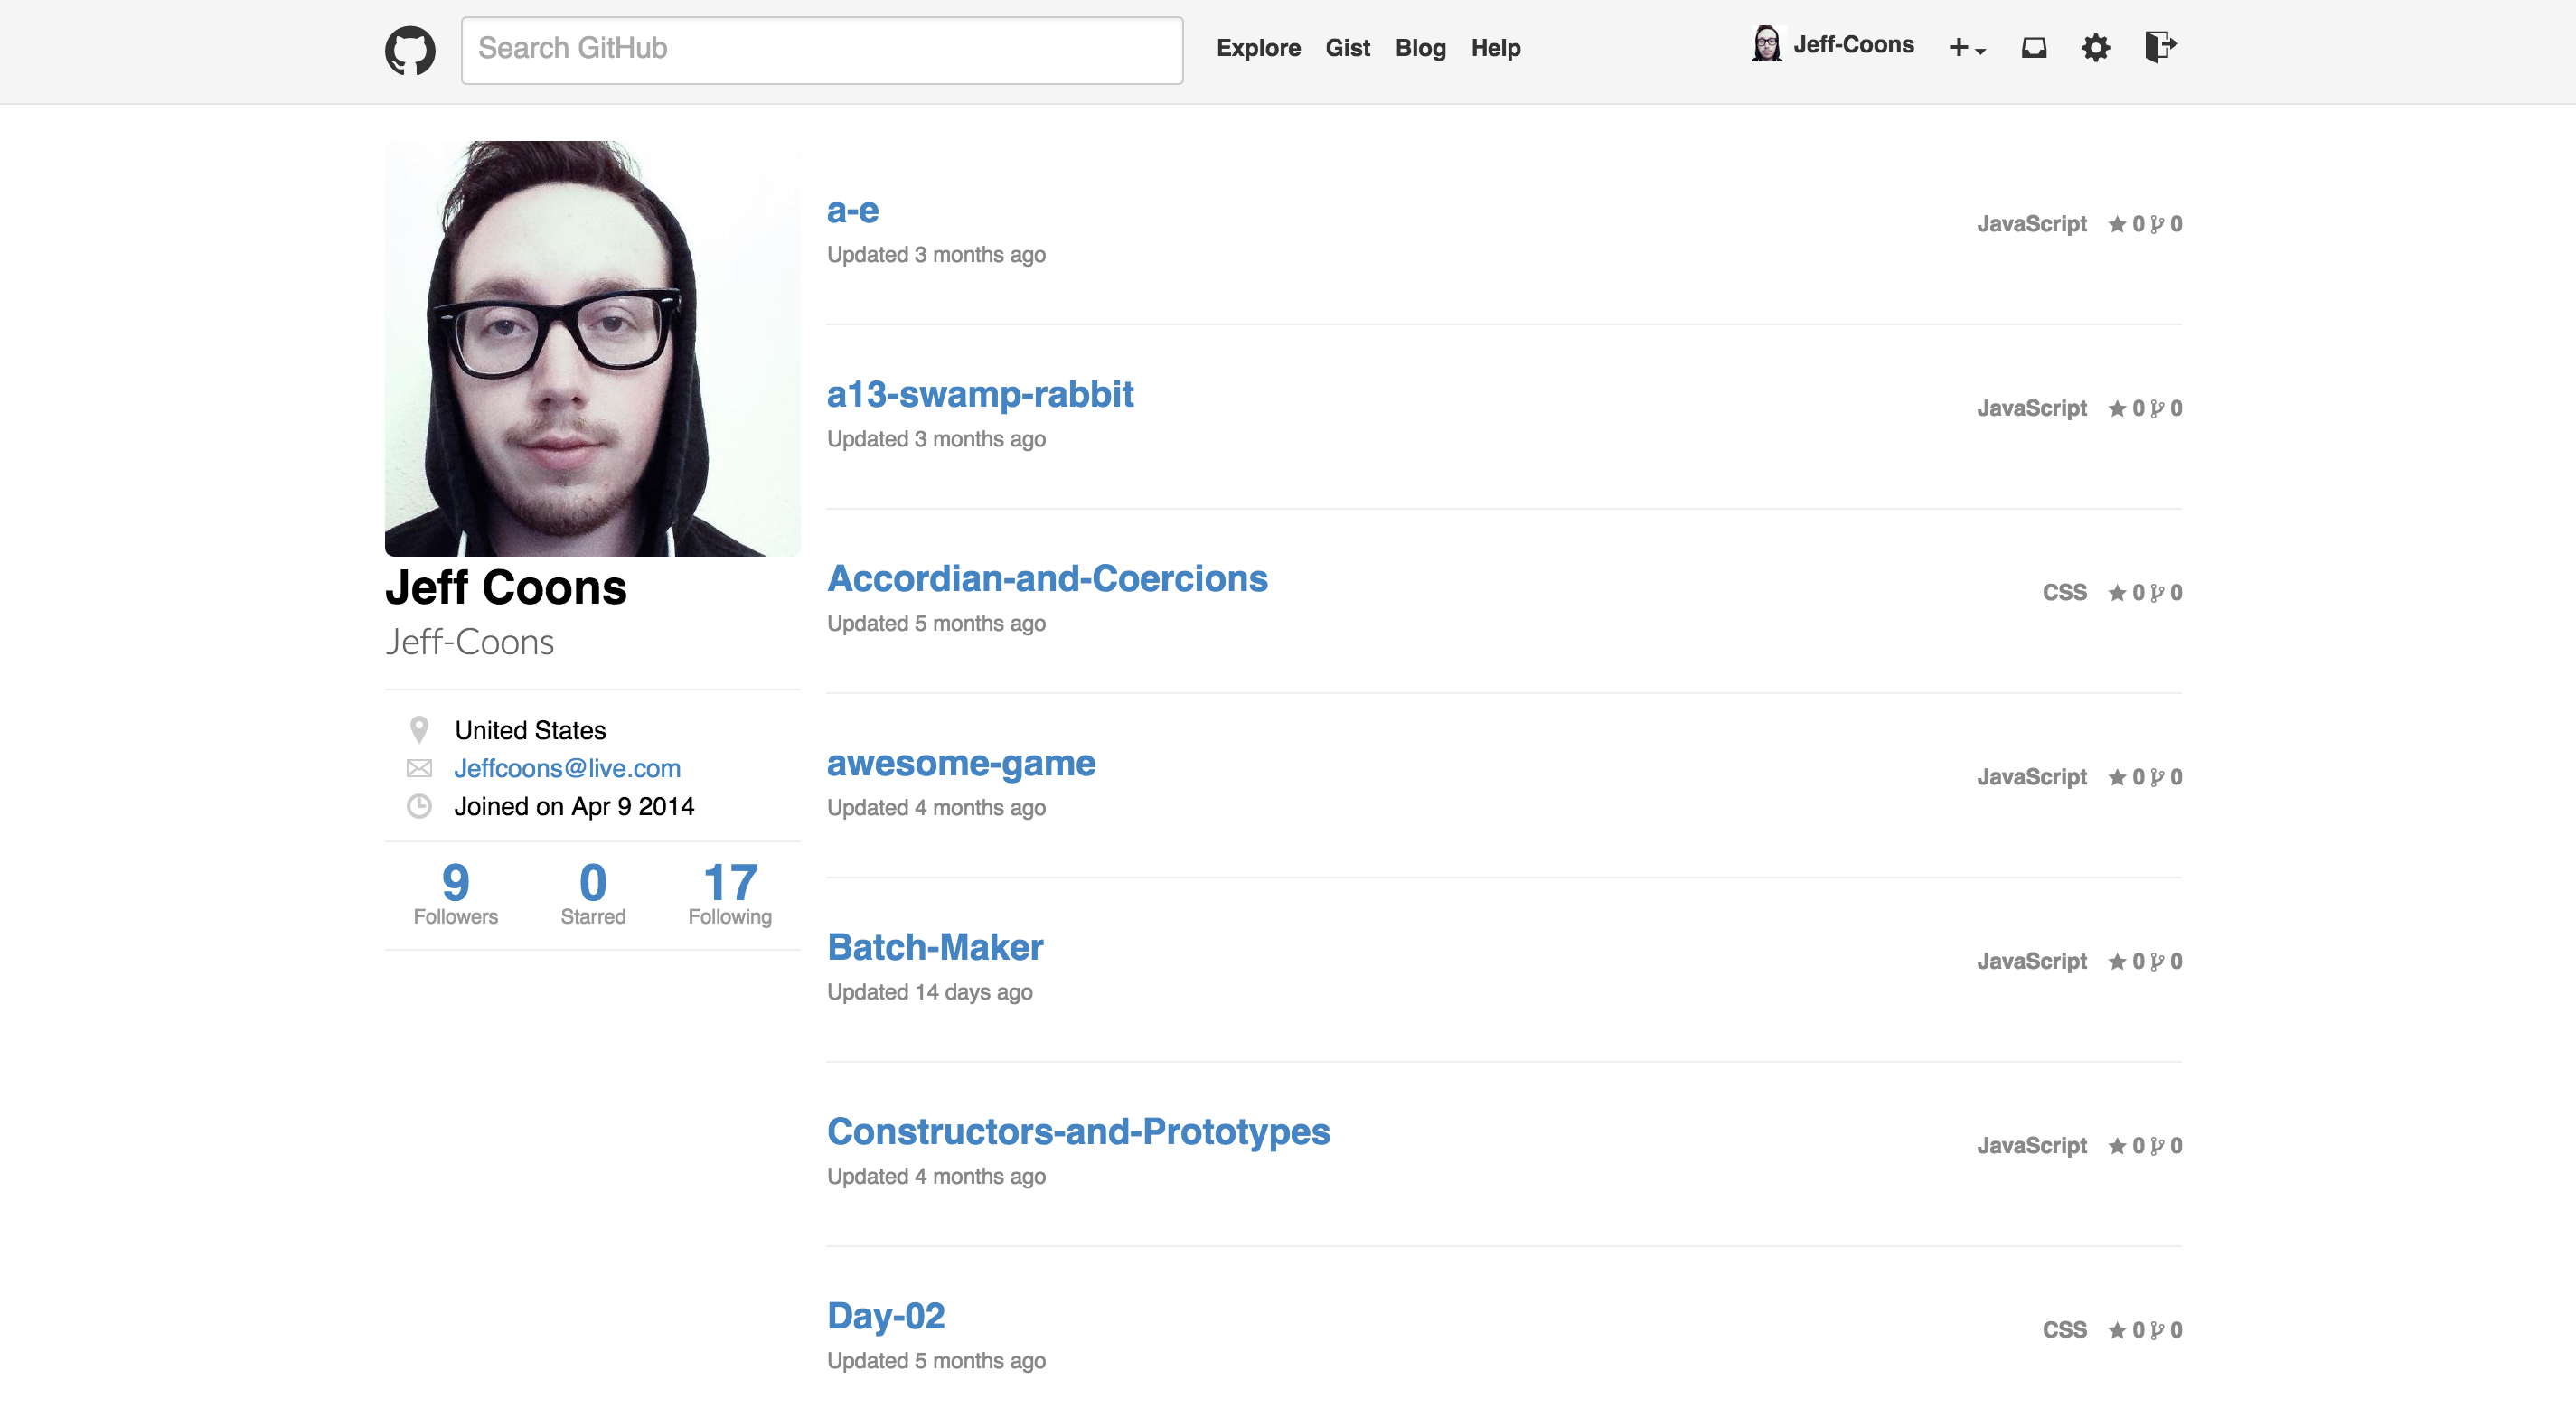 Search GitHub
Explore Gist Blog Help
Jeff-Coons
Jeff Coons
Jeff-Coons
United States
Jeffcoons@live.com
Joined on Apr 9 2014
9 0 17
Followers Starred Following
a-e
JavaScript 0 0
Updated 3 months ago
a13-swamp-rabbit
JavaScript 0 0
Updated 3 months ago
Accordian-and-Coercions
CSS 0 0
Updated 5 months ago
awesome-game
JavaScript 0 0
Updated 4 months ago
Batch-Maker
JavaScript 0 0
Updated 14 days ago
Constructors-and-Prototypes
JavaScript 0 0
Updated 4 months ago
Day-02
CSS 0 0
Updated 5 months ago